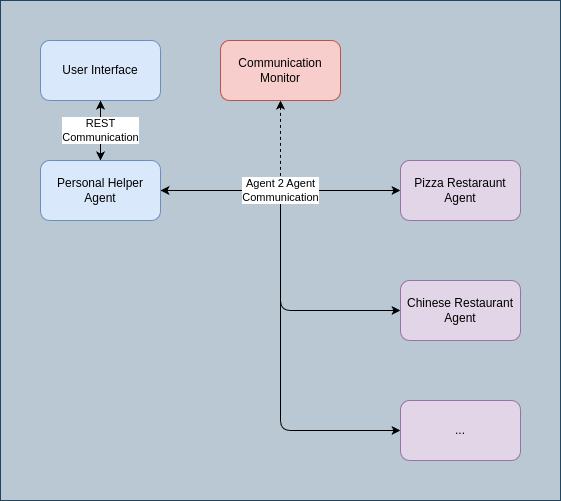 User Interface
Communication
Monitor
REST
Communication
Personal Helper
Agent
Agent 2 Agent
Communication
Pizza Restaraunt
Agent
Chinese Restaurant
Agent
...